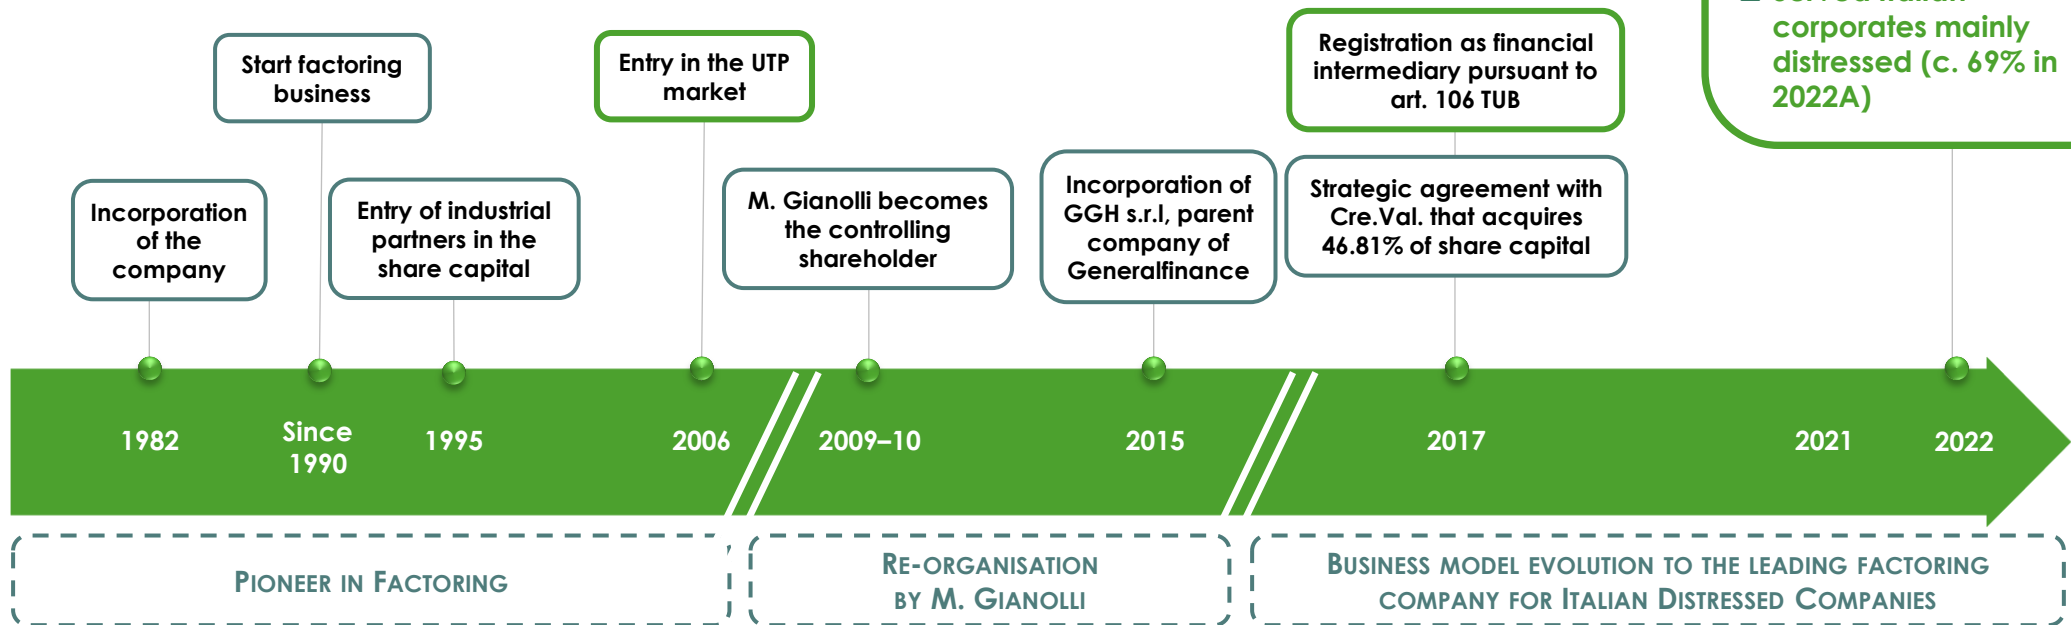 corporates mainly
distressed (c. 69% in
2022A)
Start factoring
business
Entry in the UTP
market
Registration as financial
intermediary pursuant to
art. 106 TUB
Incorporation
of the
company
Entry of industrial
partners in the
share capital
M. Gianolli becomes
the controlling
shareholder
Incorporation of
GGH s.r.l, parent
company of
Generalfinance
Strategic agreement with
Cre.Val. that acquires
46.81% of share capital
1982
Since
1990
1995
2006
2009–10
2015
2017
2021
2022
PIONEER IN FACTORING
RE-ORGANISATION
BY M. GIANOLLI
BUSINESS MODEL EVOLUTION TO THE LEADING FACTORING
COMPANY FOR ITALIAN DISTRESSED COMPANIES